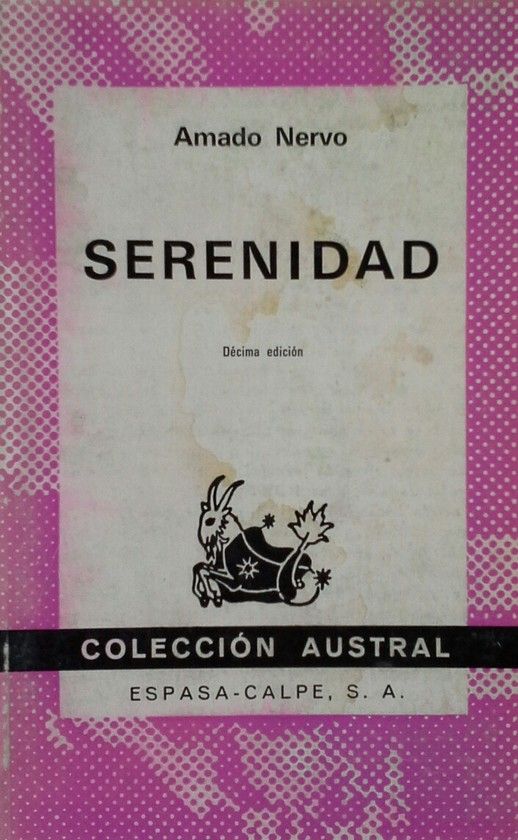 Amado Nervo
SERENIDAD
Décima edición
COLECCIÓN AUSTRAL
ESPASA-CALPE, S. A.